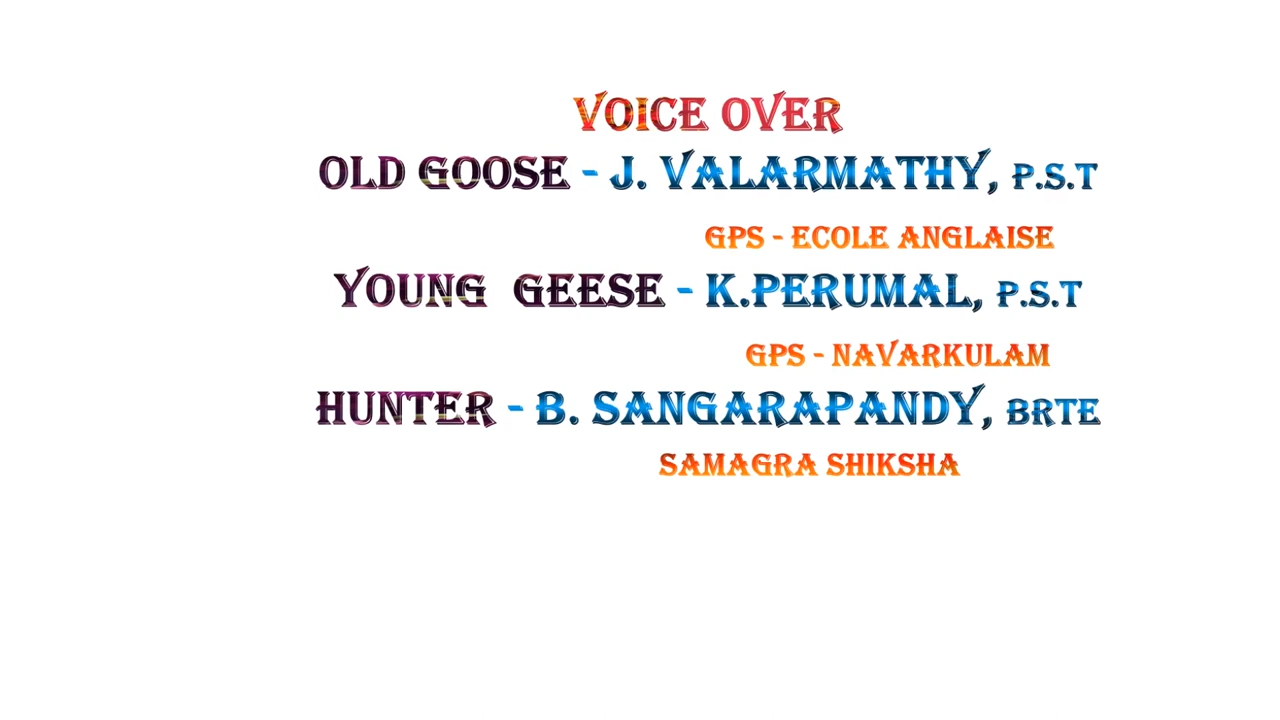 VOICE OVER
OLD GOOSE - J. VALARMATHY, P.S.T
GPS - ECOLE ANGLAISE
YOUNG GEESE - K.PERUMAL, P.S.T
GPS - NAVARKULAM
HUNTER - B. SANGARAPANDY, BRTE
SAMAGRA SHIKSHA